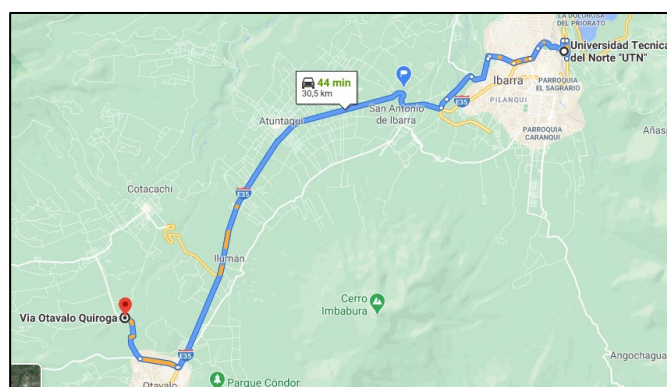 LA DOLOROSA
DEL PRIORATO
Universidad Tecnica
del Norte "UTN"
44 min
30,5 km
Ibarra
PARROQUIA
EL SAGRARIO
E35
PILANQUI
San Antonio
de Ibarra
Atuntaqui
PARROQUIA
CARANQUI
Añas
Cotacachi
E35
Ilumán
Cerro
Imbabura
Via Otavalo Quiroga
E35
Angochagua
Otavalo
Parque Cóndor